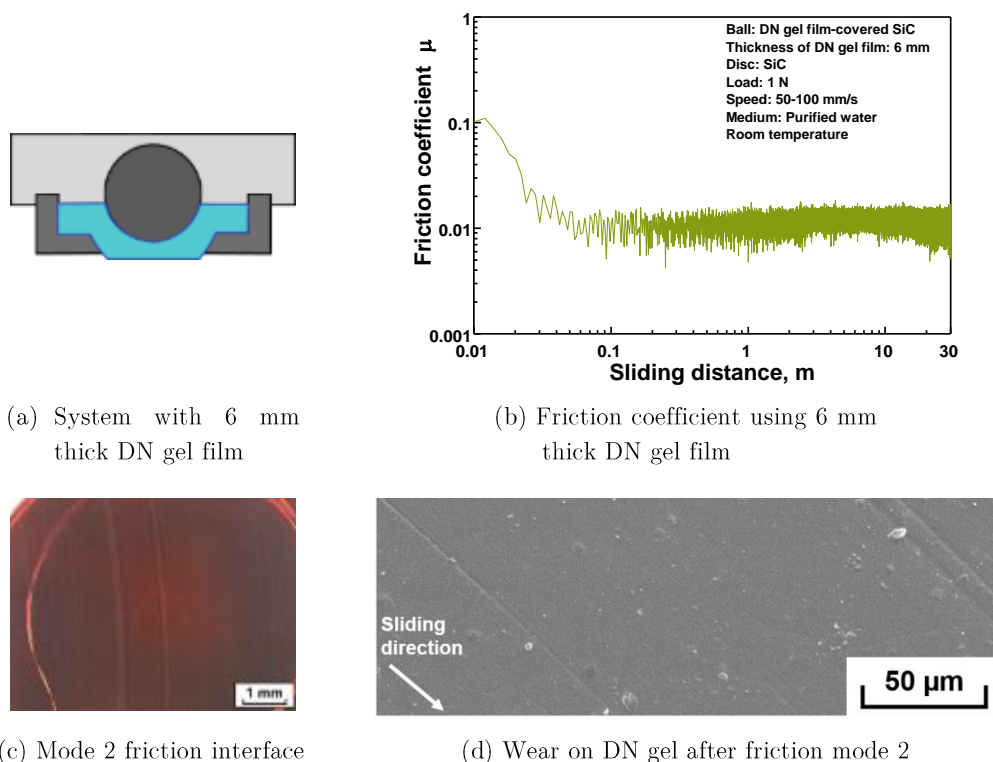 1
0.1
0.01
0.001
Friction coefficient μ
Ball: DN gel film-covered SiC
Thickness of DN gel film: 6 mm
Disc: SiC
Load: 1 N
Speed: 50-100 mm/s
Medium: Purified water
Room temperature
0.01
0.1
1
10
30
Sliding distance, m
(a) System with 6 mm
thick DN gel film
(b) Friction coefficient using 6 mm
thick DN gel film
1 mm
Sliding
direction
50 μm
(c) Mode 2 friction interface
(d) Wear on DN gel after friction mode 2